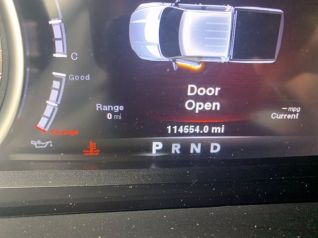 C
Good
Door
Open
Range
0 mi
– mpg
Current
114554.0 mi
P R N D